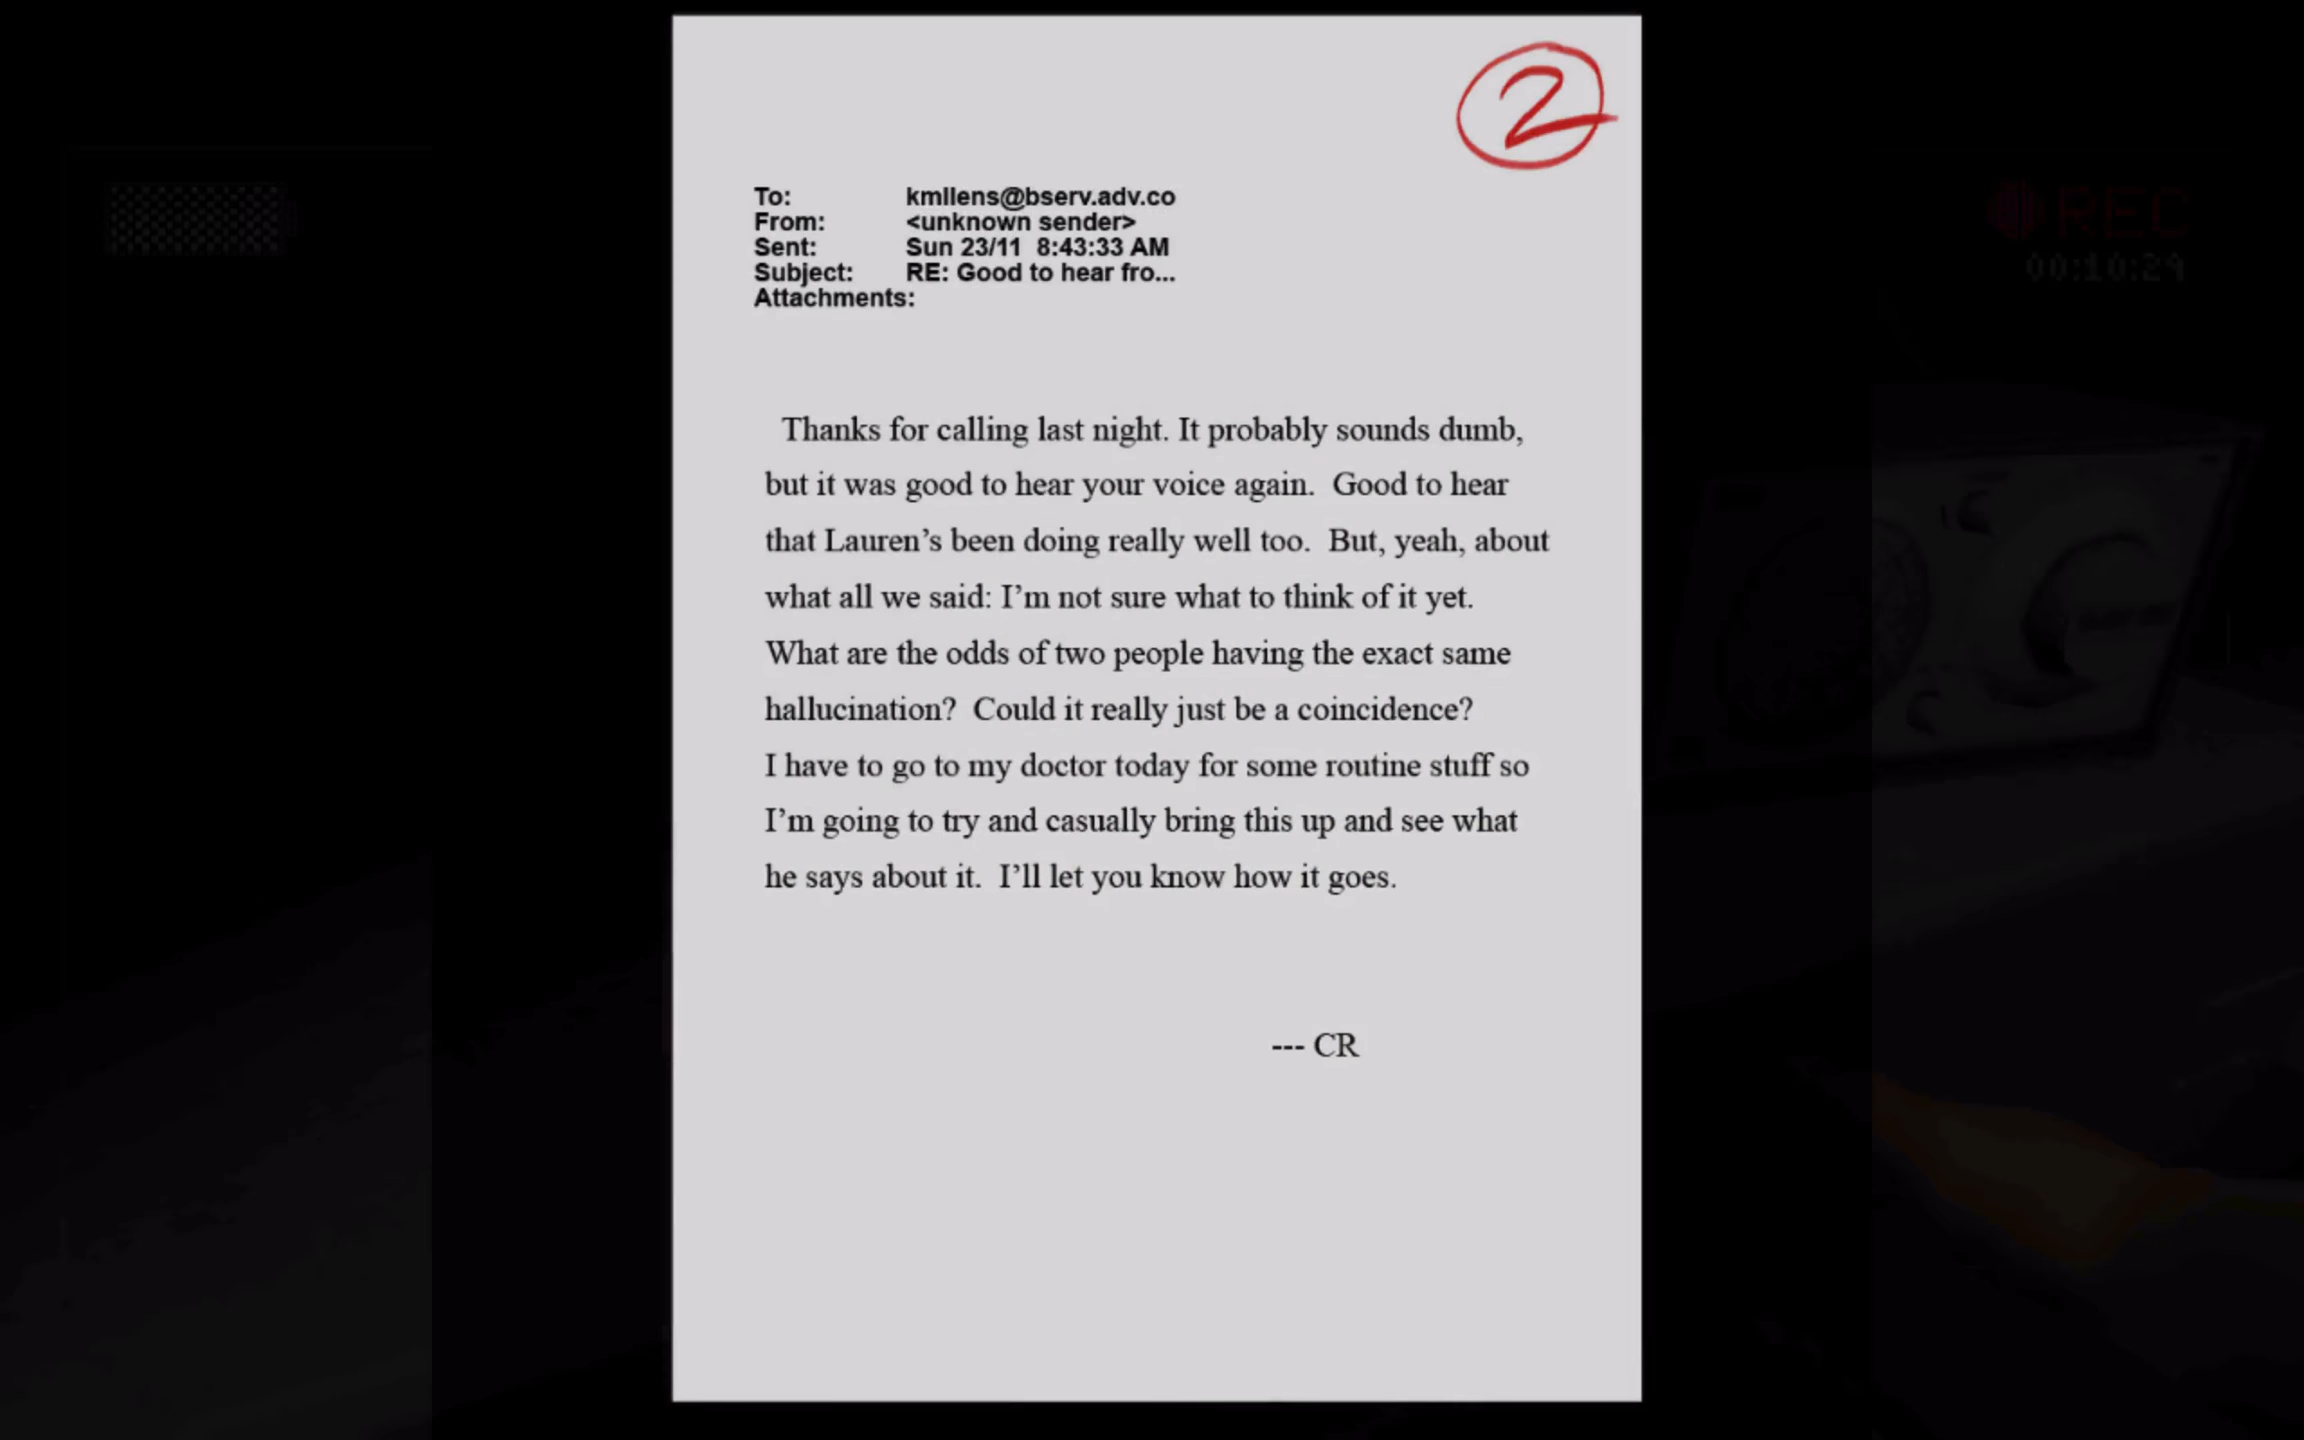 2
To: kmllens@bserv.adv.co
From: <unknown sender>
Sent: Sun 23/11  8:43:33 AM
Subject: RE: Good to hear fro...
Attachments:
REC
00:10:29
Thanks for calling last night. It probably sounds dumb,
but it was good to hear your voice again.  Good to hear
that Lauren’s been doing really well too.  But, yeah, about
what all we said: I’m not sure what to think of it yet.
What are the odds of two people having the exact same
hallucination?  Could it really just be a coincidence?
I have to go to my doctor today for some routine stuff so
I’m going to try and casually bring this up and see what
he says about it.  I’ll let you know how it goes.
--- CR